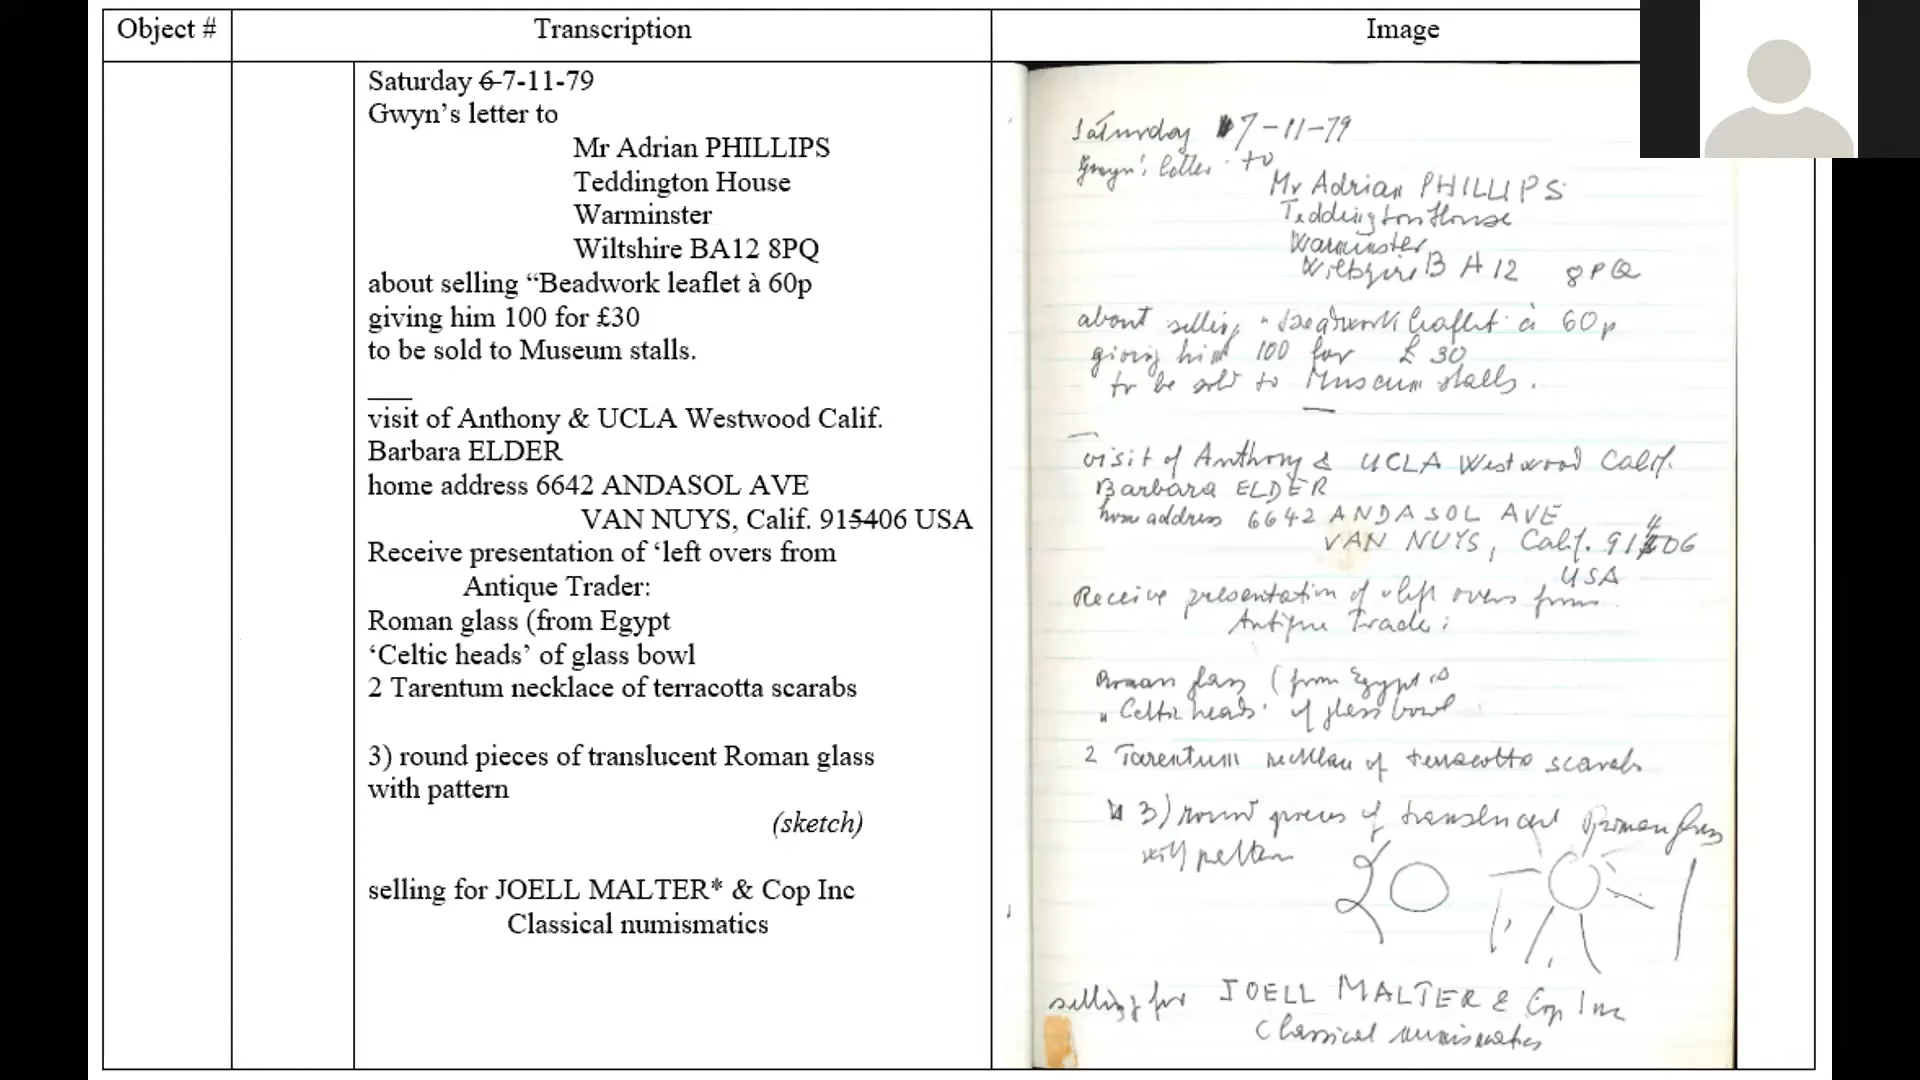 Object #
Transcription
Image
Saturday 6 7-11-79
Gwyn’s letter to
Mr Adrian PHILLIPS
Teddington House
Warminster
Wiltshire BA12 8PQ
about selling “Beadwork leaflet à 60p
giving him 100 for £30
to be sold to Museum stalls.
visit of Anthony & UCLA Westwood Calif.
Barbara ELDER
home address 6642 ANDASOL AVE
VAN NUYS, Calif. 915406 USA
Receive presentation of ‘left overs from
Antique Trader:
Roman glass (from Egypt
‘Celtic heads’ of glass bowl
2 Tarentum necklace of terracotta scarabs
3) round pieces of translucent Roman glass
with pattern
(sketch)
selling for JOELL MALTER* & Cop Inc
Classical numismatics
Saturday 7-11-79
Gwyn's letter to
Mr Adrian PHILLIPS
Teddington House
Warminster
Wiltshire BA12 8PQ
about selling "Beadwork leaflet à 60p
giving him 100 for £30
to be sold to Museum stalls.
visit of Anthony & UCLA Westwood Calif.
Barbara ELDER
home address 6642 ANDASOL AVE
VAN NUYS, Calif. 91406
USA
Receive presentation of "left overs from
Antique Trader:
Roman glass (from Egypt
"Celtic heads" of glass bowl
2 Tarentum necklace of terracotta scarabs
3) round pieces of translucent Roman glass
with pattern
selling for JOELL MALTER & Cop Inc
Classical numismatics